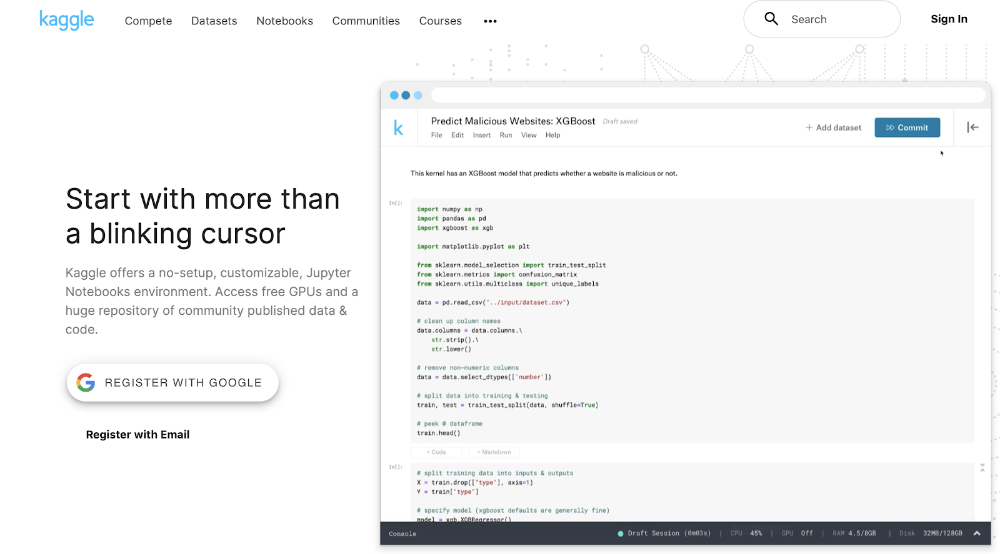 kaggle
Compete Datasets Notebooks Communities Courses •••
Search
Sign In
Start with more than
a blinking cursor
Kaggle offers a no-setup, customizable, Jupyter
Notebooks environment. Access free GPUs and a
huge repository of community published data &
code.
REGISTER WITH GOOGLE
Register with Email
k
Predict Malicious Websites: XGBoost Draft saved
File Edit Insert Run View Help
+ Add dataset
Commit
This kernel has an XGBoost model that predicts whether a website is malicious or not.
In[]:
import numpy as np
import pandas as pd
import xgboost as xgb
import matplotlib.pyplot as plt
from sklearn.model_selection import train_test_split
from sklearn.metrics import confusion_matrix
from sklearn.utils.multiclass import unique_labels
data = pd.read_csv("../input/dataset.csv")
# clean up column names
data.columns = data.columns.\
str.strip().\
str.lower()
# remove non-numeric columns
data = data.select_dtypes(['number'])
# split data into training & testing
train, test = train_test_split(data, shuffle=True)
# peek @ dataframe
train.head()
+ Code + Markdown
In[]:
# split training data into inputs & outputs
X = train.drop(["type"], axis=1)
Y = train["type"]
# specify model (xgboost defaults are generally fine)
model = xgb.XGBRegressor()
Console
Draft Session (0m03s) | CPU 45% | GPU Off | RAM 4.5/8GB | Disk 32MB/128GB